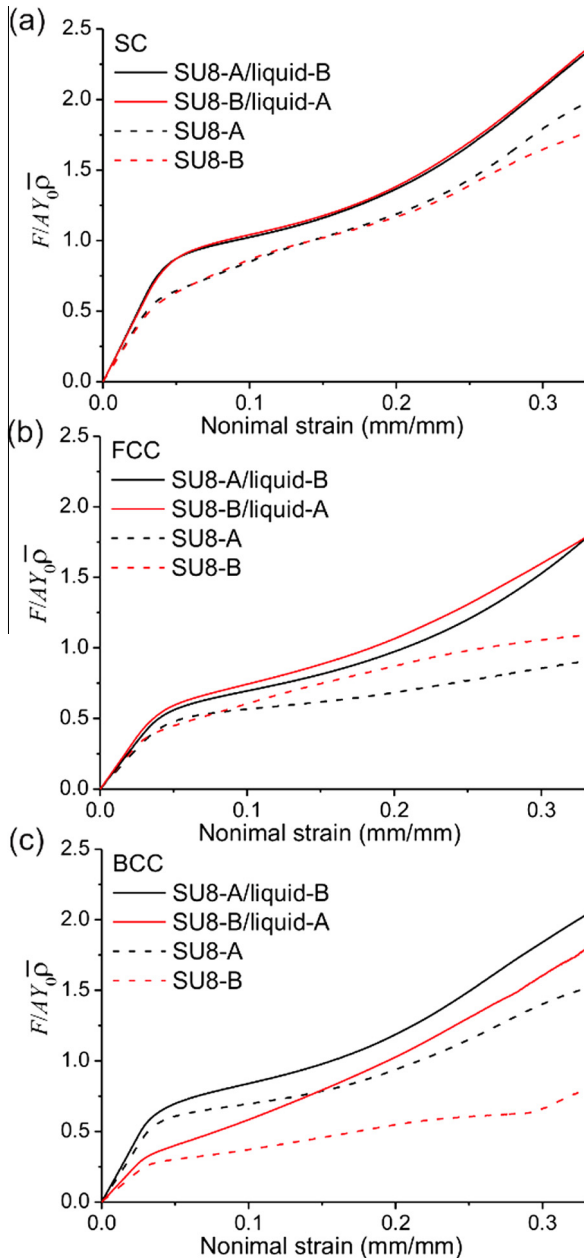 (a)
SC
SU8-A/liquid-B
SU8-B/liquid-A
SU8-A
SU8-B
2.5
2.0
1.5
1.0
0.5
0.0
F/AY₀ρ̅
0.0 0.1 0.2 0.3
Nonimal strain (mm/mm)
(b)
FCC
SU8-A/liquid-B
SU8-B/liquid-A
SU8-A
SU8-B
2.5
2.0
1.5
1.0
0.5
0.0
F/AY₀ρ̅
0.0 0.1 0.2 0.3
Nonimal strain (mm/mm)
(c)
BCC
SU8-A/liquid-B
SU8-B/liquid-A
SU8-A
SU8-B
2.5
2.0
1.5
1.0
0.5
0.0
F/AY₀ρ̅
0.0 0.1 0.2 0.3
Nonimal strain (mm/mm)